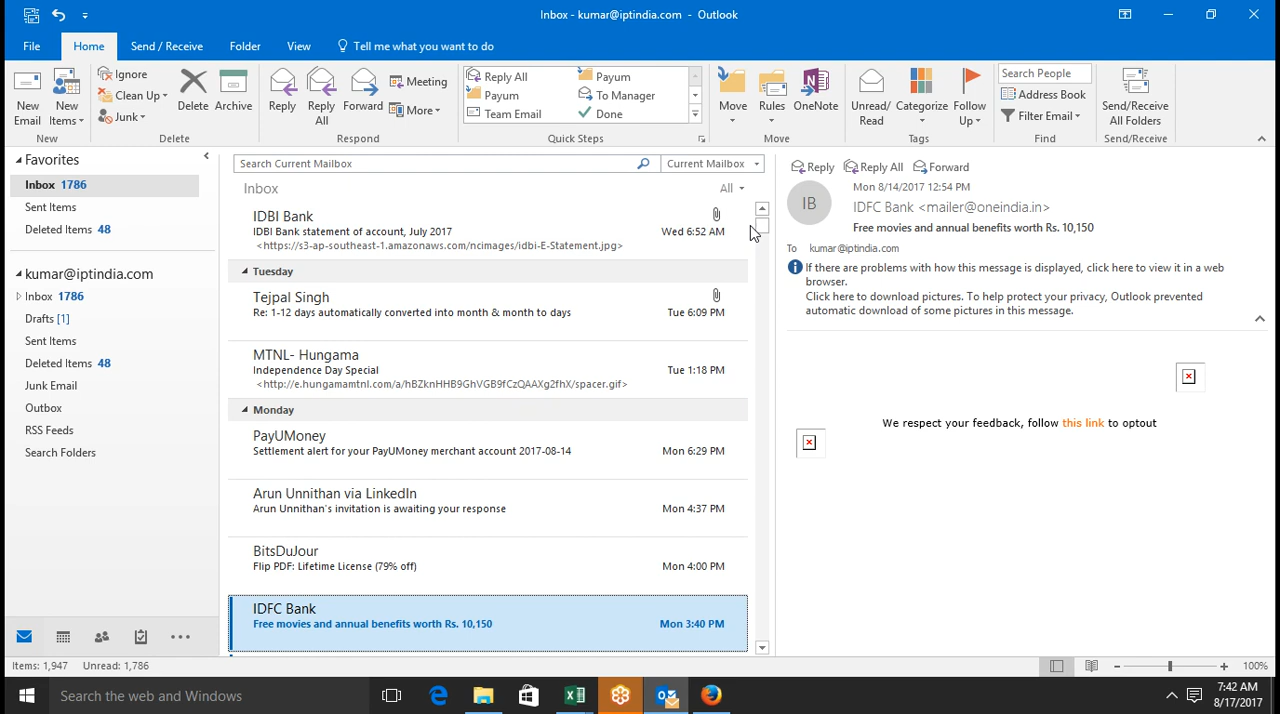 Inbox - kumar@iptindia.com - Outlook
File Home Send / Receive Folder View Tell me what you want to do
New Email
New Items
New
Ignore
Clean Up
Junk
Delete
Archive
Delete
Reply
Reply All
Forward
Meeting
More
Respond
Reply All
Payum
Team Email
Payum
To Manager
Done
Quick Steps
Move
Rules
OneNote
Move
Unread/ Read
Categorize
Follow Up
Tags
Search People
Address Book
Filter Email
Find
Send/Receive All Folders
Send/Receive
Favorites
Inbox 1786
Sent Items
Deleted Items 48
kumar@iptindia.com
Inbox 1786
Drafts [1]
Sent Items
Deleted Items 48
Junk Email
Outbox
RSS Feeds
Search Folders
Search Current Mailbox
Current Mailbox
Inbox
All
IDBI Bank
IDBI Bank statement of account, July 2017 Wed 6:52 AM
<https://s3-ap-southeast-1.amazonaws.com/ncimages/idbi-E-Statement.jpg>
Tuesday
Tejpal Singh
Re: 1-12 days automatically converted into month & month to days Tue 6:09 PM
MTNL- Hungama
Independence Day Special Tue 1:18 PM
<http://e.hungamamtnl.com/a/hBZknHHB9GhVGB9fCzQAAXg2fhX/spacer.gif>
Monday
PayUMoney
Settlement alert for your PayUMoney merchant account 2017-08-14 Mon 6:29 PM
Arun Unnithan via LinkedIn
Arun Unnithan's invitation is awaiting your response Mon 4:37 PM
BitsDuJour
Flip PDF: Lifetime License (79% off) Mon 4:00 PM
IDFC Bank
Free movies and annual benefits worth Rs. 10,150 Mon 3:40 PM
Reply Reply All Forward
IB
Mon 8/14/2017 12:54 PM
IDFC Bank <mailer@oneindia.in>
Free movies and annual benefits worth Rs. 10,150
To kumar@iptindia.com
If there are problems with how this message is displayed, click here to view it in a web
browser.
Click here to download pictures. To help protect your privacy, Outlook prevented
automatic download of some pictures in this message.
We respect your feedback, follow this link to optout
Items: 1,947 Unread: 1,786
100%
Search the web and Windows
7:42 AM
8/17/2017